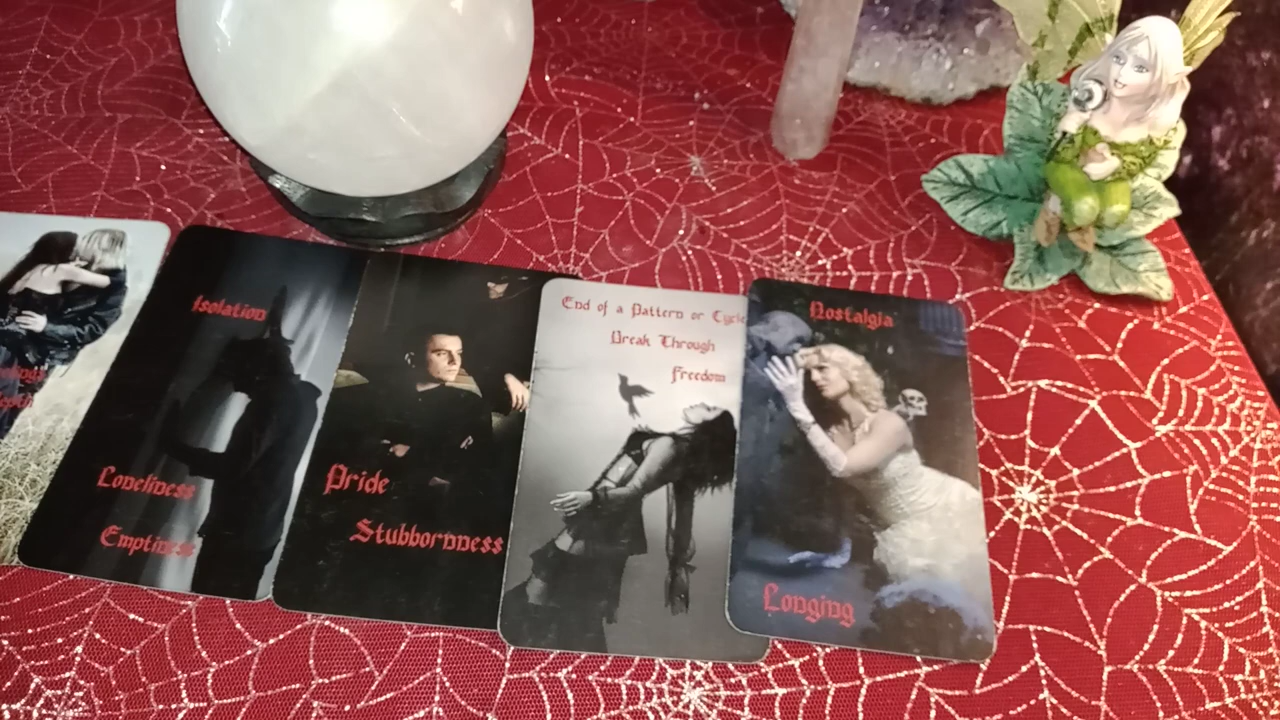 Isolation
Loneliness
Emptiness
Pride
Stubbornness
End of a Pattern or Cycle
Break Through
Freedom
Nostalgia
Longing